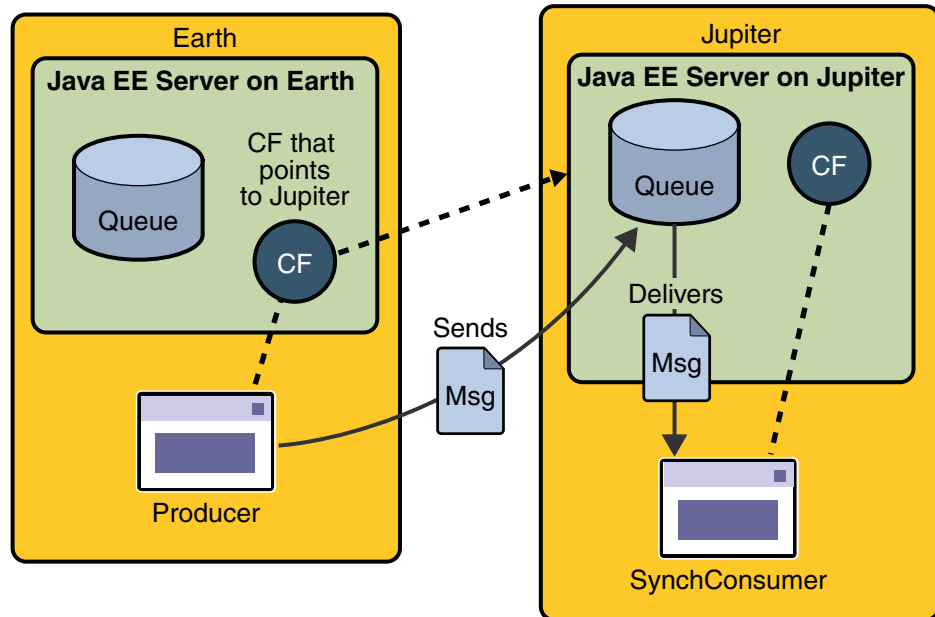 Earth
Java EE Server on Earth
Queue
CF that
points
to Jupiter
CF
Producer
Sends
Msg
Jupiter
Java EE Server on Jupiter
Queue
CF
Delivers
Msg
SynchConsumer